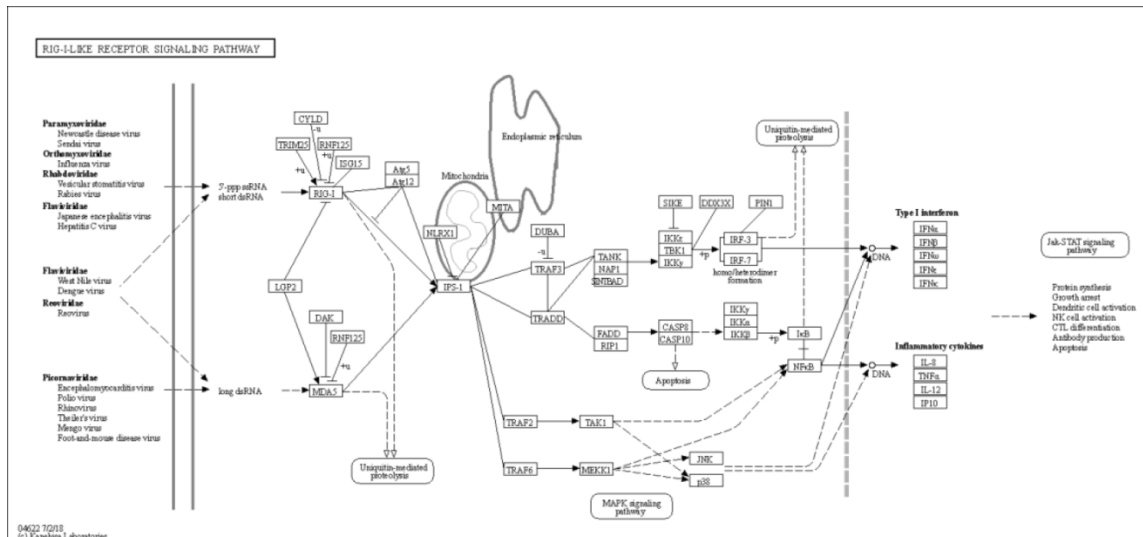 RIG-I-LIKE RECEPTOR SIGNALING PATHWAY
Paramyxoviridae
Newcastle disease virus
Sendai virus
Orthomyxoviridae
Influenza virus
Rhabdoviridae
Vesicular stomatitis virus
Rabies virus
Flaviviridae
Japanese encephalitis virus
Hepatitis C virus
Flaviviridae
West Nile virus
Dengue virus
Reoviridae
Reovirus
Picornaviridae
Encephalomyocarditis virus
Polio virus
Rhinovirus
Theiler's virus
Mengo virus
Foot-and-mouth disease virus
5'-ppp ssRNA
short dsRNA
long dsRNA
CYLD
-u
TRIM25
RNF125
+u
+u
ISG15
RIG-I
LGP2
DAK
RNF125
+u
MDA5
Atg5
Atg12
Mitochondria
Endoplasmic reticulum
MITA
NLRX1
IPS-1
Uniquitin-mediated
proteolysis
DUBA
-u
TRAF3
TRADD
TANK
NAP1
SINTBAD
FADD
RIP1
TRAF2
TAK1
TRAF6
MEKK1
SIKE
DDX3X
PIN1
IKKε
TBK1
IKKγ
+p
IRF-3
IRF-7
homo/heterodimer
formation
Uniquitin-mediated
proteolysis
CASP8
CASP10
Apoptosis
IKKγ
IKKα
IKKβ
+p
IκB
NFκB
JNK
p38
MAPK signaling
pathway
DNA
DNA
Type I interferon
IFNα
IFNβ
IFNω
IFNε
IFNκ
Inflammatory cytokines
IL-8
TNFα
IL-12
IP10
Jak-STAT signaling
pathway
Protein synthesis
Growth arrest
Dendritic cell activation
NK cell activation
CTL differentiation
Antibody production
Apoptosis
04622 7/2/18
(c) Kanehisa Laboratories